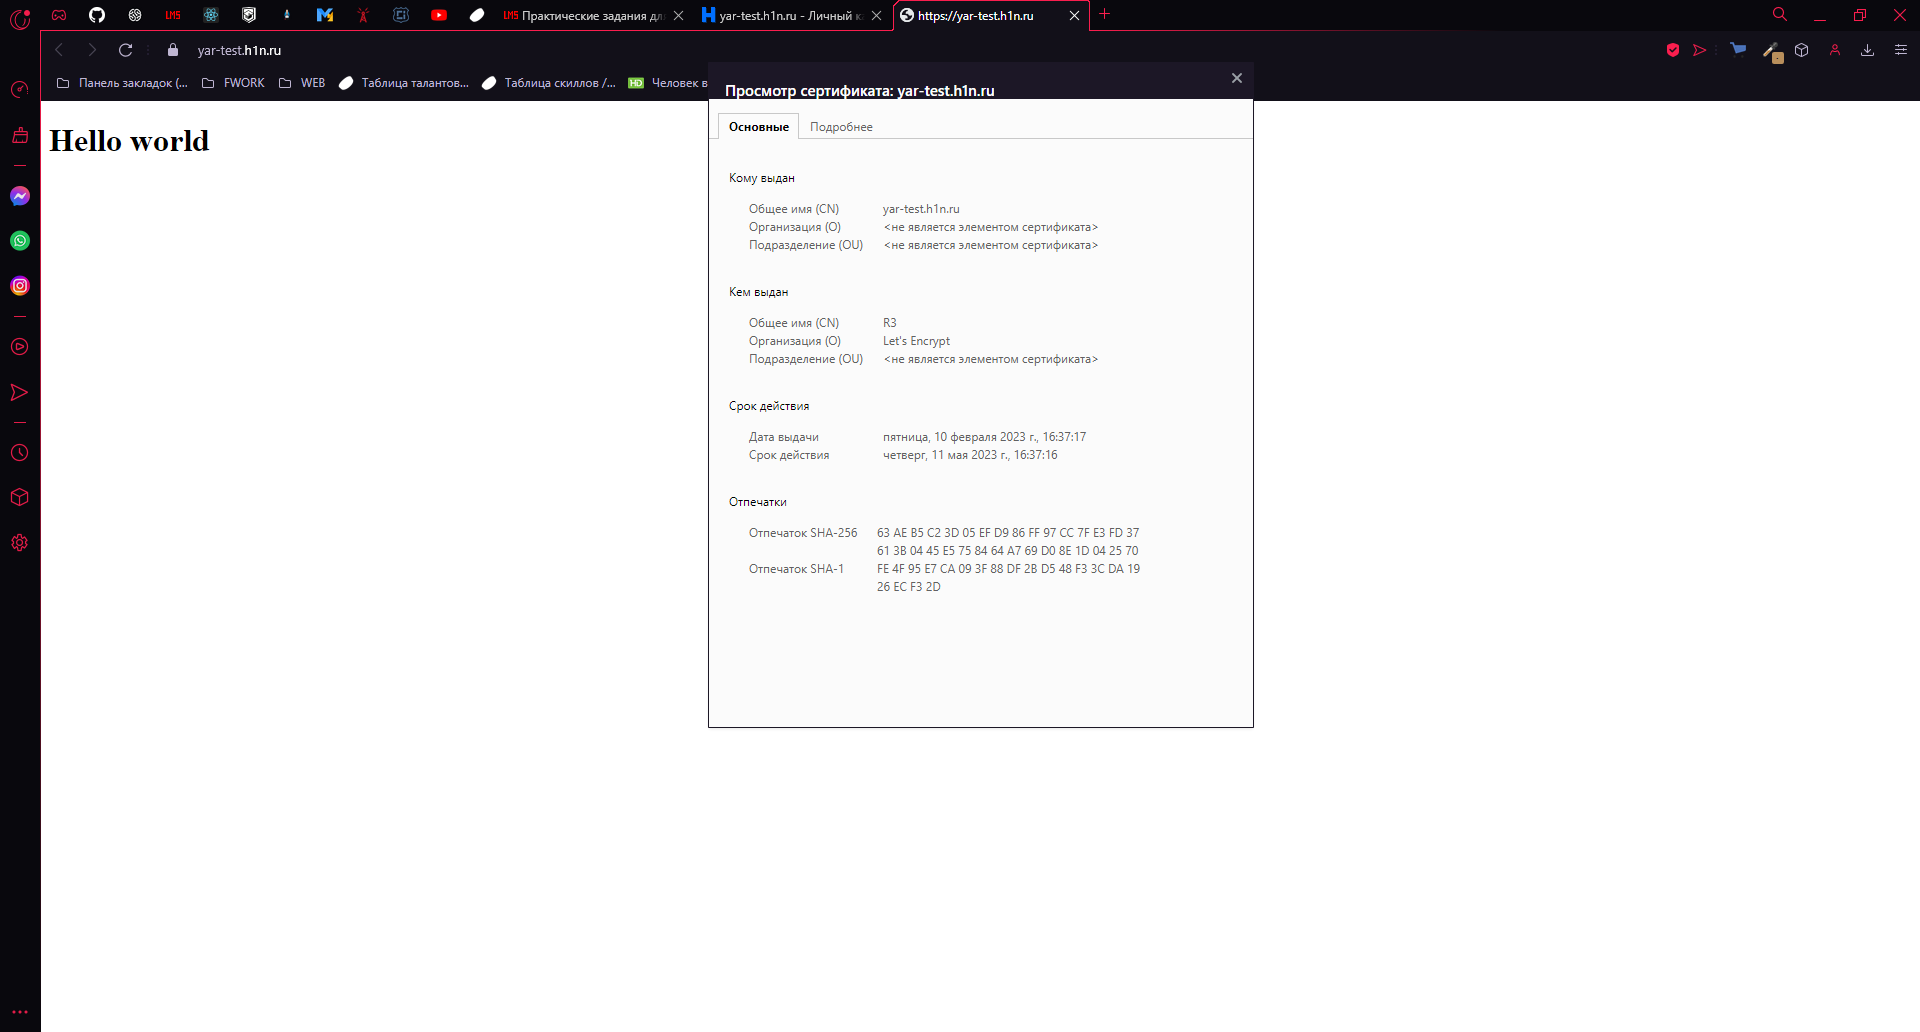 LMS
LMS Практические задания дл
yar-test.h1n.ru - Личный к
https://yar-test.h1n.ru
yar-test.h1n.ru
Панель закладок (...
FWORK
WEB
Таблица талантов...
Таблица скиллов /...
HD Человек в
Просмотр сертификата: yar-test.h1n.ru
Основные
Подробнее
Hello world
Кому выдан
Общее имя (CN) yar-test.h1n.ru
Организация (O) <не является элементом сертификата>
Подразделение (OU) <не является элементом сертификата>
Кем выдан
Общее имя (CN) R3
Организация (O) Let's Encrypt
Подразделение (OU) <не является элементом сертификата>
Срок действия
Дата выдачи пятница, 10 февраля 2023 г., 16:37:17
Срок действия четверг, 11 мая 2023 г., 16:37:16
Отпечатки
Отпечаток SHA-256 63 AE B5 C2 3D 05 EF D9 86 FF 97 CC 7F E3 FD 37
61 3B 04 45 E5 75 84 64 A7 69 D0 8E 1D 04 25 70
Отпечаток SHA-1 FE 4F 95 E7 CA 09 3F 88 DF 2B D5 48 F3 3C DA 19
26 EC F3 2D